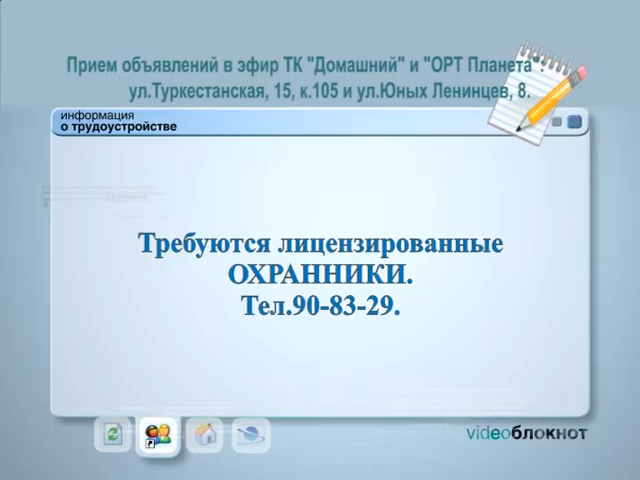 Прием объявлений в эфир ТК "Домашний" и "ОРТ Планета":
ул.Туркестанская, 15, к.105 и ул.Юных Ленинцев, 8.
информация
о трудоустройстве
Требуются лицензированные
ОХРАННИКИ.
Тел.90-83-29.
videoблокнот